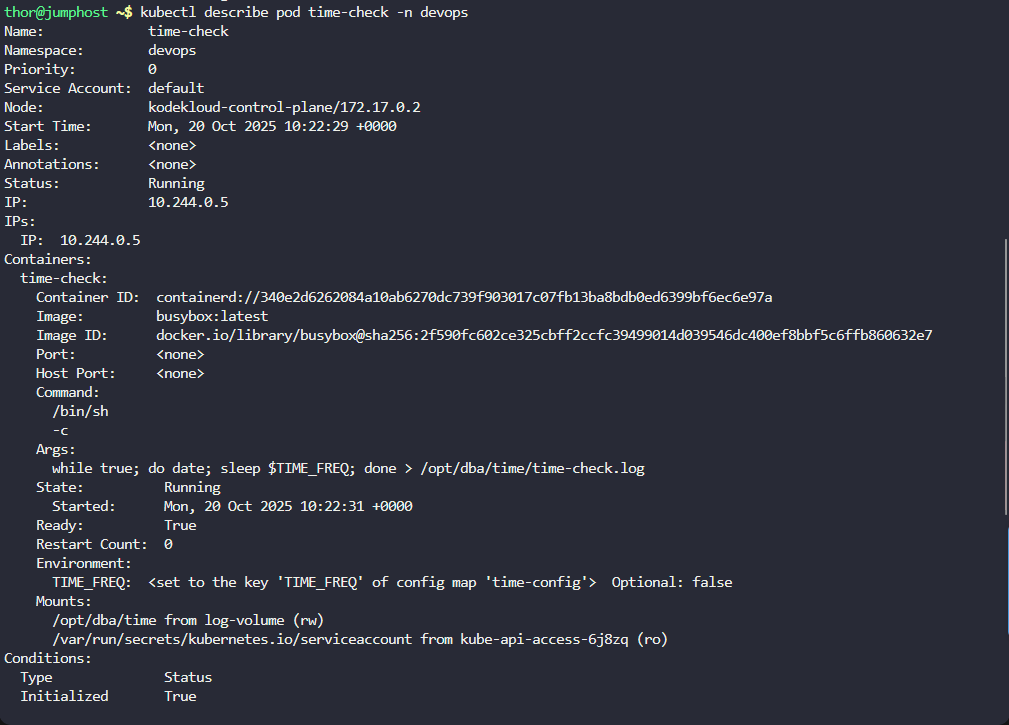 thor@jumphost ~$ kubectl describe pod time-check -n devops
Name:             time-check
Namespace:        devops
Priority:         0
Service Account:  default
Node:             kodekloud-control-plane/172.17.0.2
Start Time:       Mon, 20 Oct 2025 10:22:29 +0000
Labels:           <none>
Annotations:      <none>
Status:           Running
IP:               10.244.0.5
IPs:
  IP:  10.244.0.5
Containers:
  time-check:
    Container ID:  containerd://340e2d6262084a10ab6270dc739f903017c07fb13ba8bdb0ed6399bf6ec6e97a
    Image:         busybox:latest
    Image ID:      docker.io/library/busybox@sha256:2f590fc602ce325cbff2ccfc39499014d039546dc400ef8bbf5c6ffb860632e7
    Port:          <none>
    Host Port:     <none>
    Command:
      /bin/sh
      -c
    Args:
      while true; do date; sleep $TIME_FREQ; done > /opt/dba/time/time-check.log
    State:          Running
      Started:      Mon, 20 Oct 2025 10:22:31 +0000
    Ready:          True
    Restart Count:  0
    Environment:
      TIME_FREQ:  <set to the key 'TIME_FREQ' of config map 'time-config'>  Optional: false
    Mounts:
      /opt/dba/time from log-volume (rw)
      /var/run/secrets/kubernetes.io/serviceaccount from kube-api-access-6j8zq (ro)
Conditions:
  Type              Status
  Initialized       True